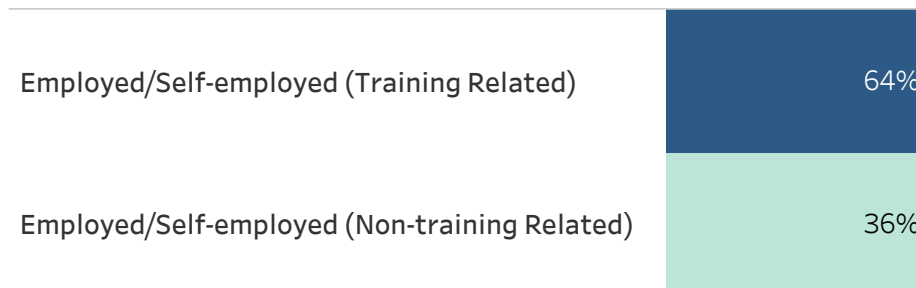 Employed/Self-employed (Training Related) 64%
Employed/Self-employed (Non-training Related) 36%